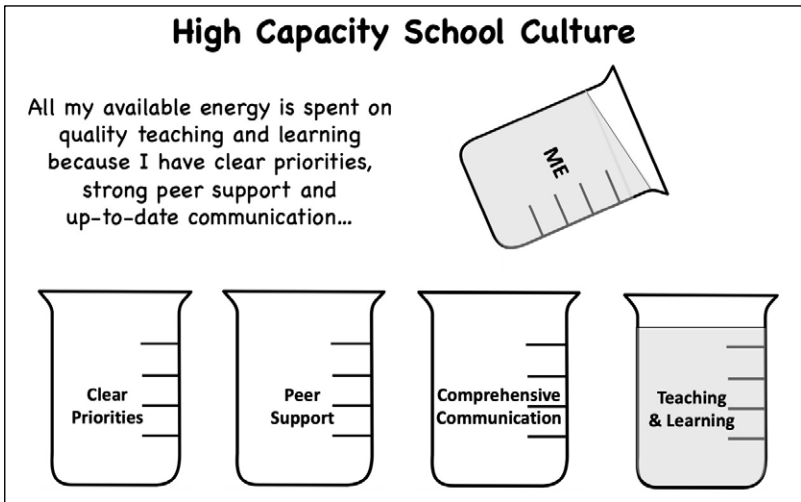 High Capacity School Culture
All my available energy is spent on
quality teaching and learning
because I have clear priorities,
strong peer support and
up-to-date communication...
ME
Clear
Priorities
Peer
Support
Comprehensive
Communication
Teaching
& Learning